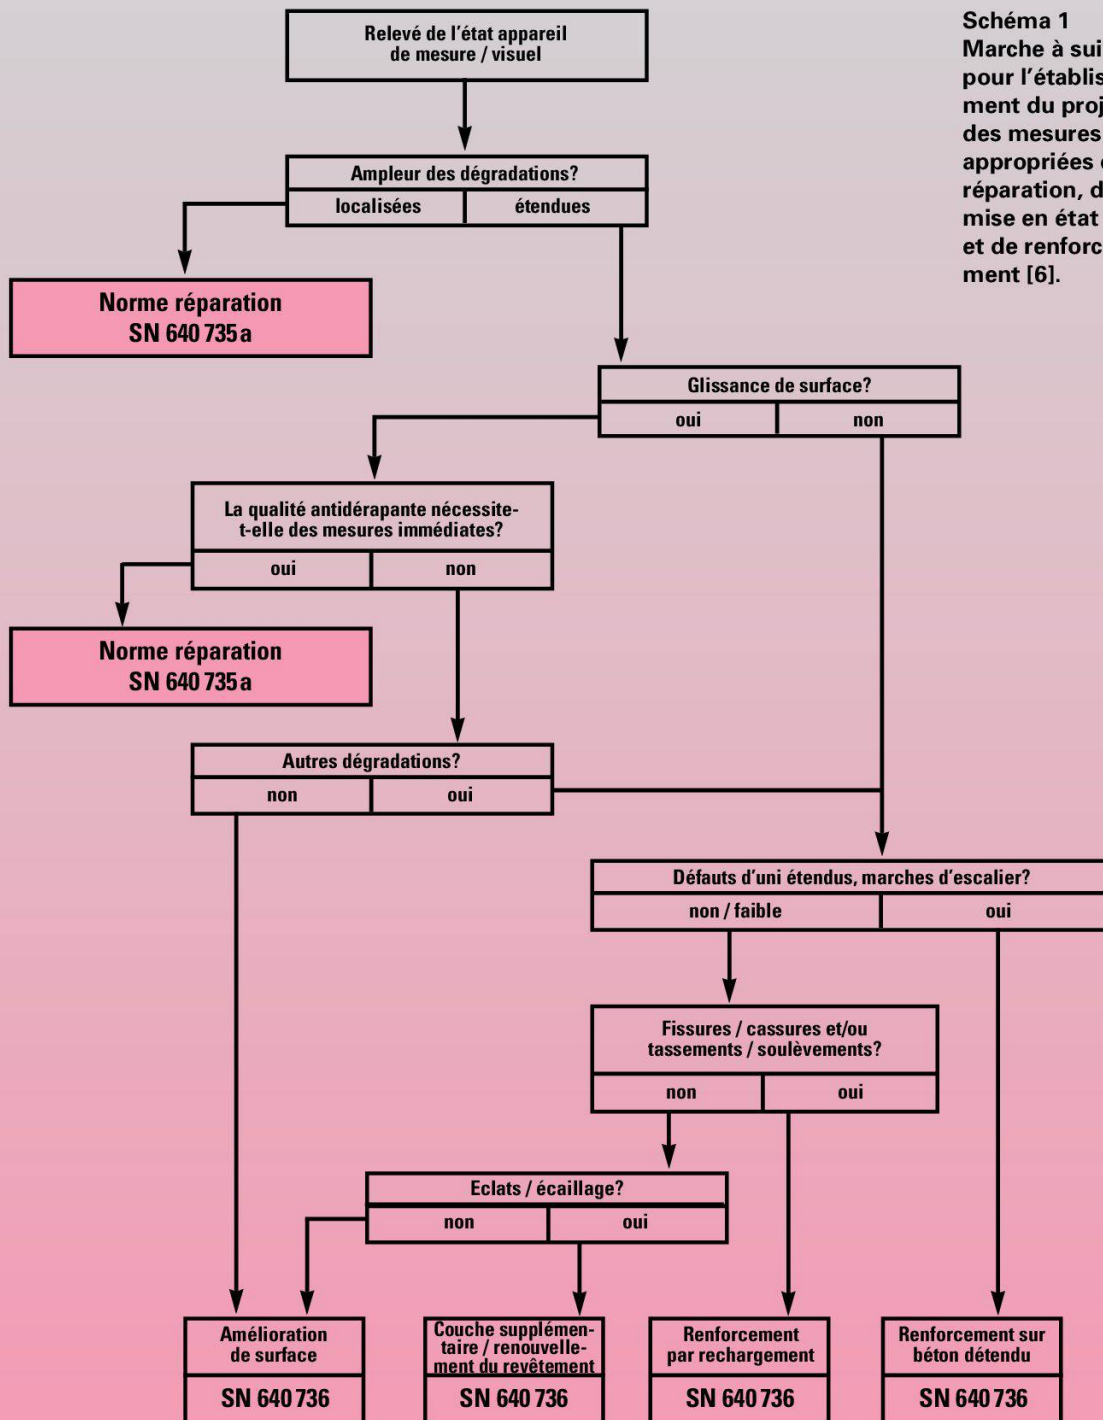 Schéma 1
Marche à sui
pour l'établis
ment du proj
des mesures
appropriées
réparation, d
mise en état
et de renforc
ment [6].
Relevé de l'état appareil
de mesure / visuel
Ampleur des dégradations?
localisées étendues
Norme réparation
SN 640 735 a
Glissance de surface?
oui non
La qualité antidérapante nécessite-
t-elle des mesures immédiates?
oui non
Norme réparation
SN 640 735 a
Autres dégradations?
non oui
Défauts d'uni étendus, marches d'escalier?
non / faible oui
Fissures / cassures et/ou
tassements / soulèvements?
non oui
Eclats / écaillage?
non oui
Amélioration
de surface
SN 640 736
Couche supplémen-
taire / renouvelle-
ment du revêtement
SN 640 736
Renforcement
par rechargement
SN 640 736
Renforcement sur
béton détendu
SN 640 736